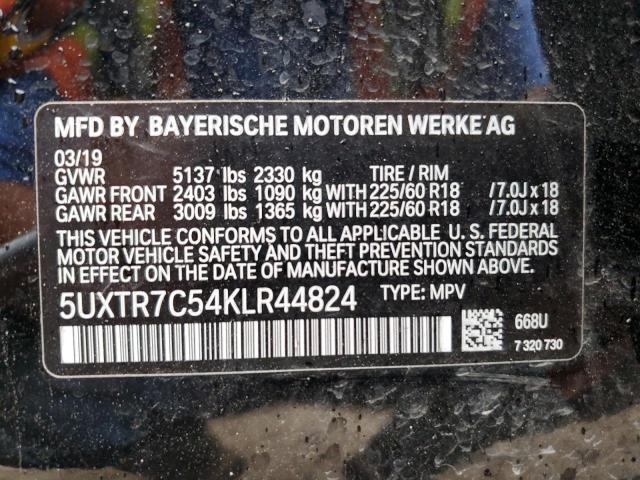 MFD BY BAYERISCHE MOTOREN WERKE AG
03/19
GVWR 5137 lbs 2330 kg TIRE / RIM
GAWR FRONT 2403 lbs 1090 kg WITH 225/60 R18 /7.0J x 18
GAWR REAR 3009 lbs 1365 kg WITH 225/60 R18 /7.0J x 18
THIS VEHICLE CONFORMS TO ALL APPLICABLE U. S. FEDERAL
MOTOR VEHICLE SAFETY AND THEFT PREVENTION STANDARDS
IN EFFECT ON THE DATE OF MANUFACTURE SHOWN ABOVE.
5UXTR7C54KLR44824 TYPE: MPV
668U
7 320 730